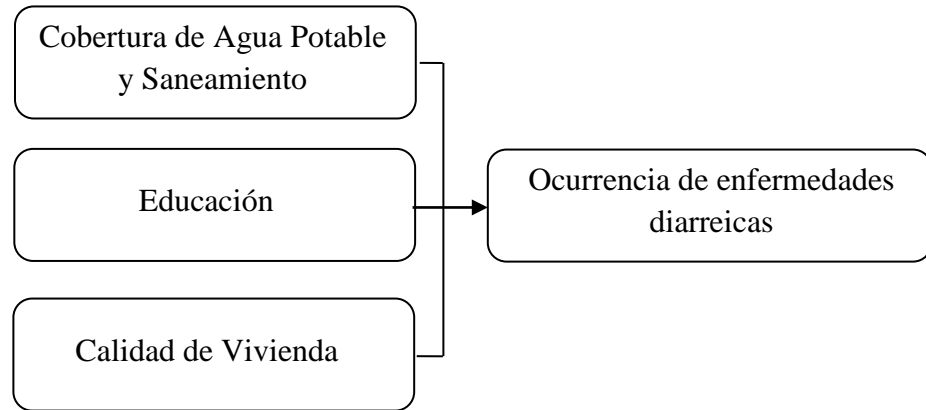 Cobertura de Agua Potable
y Saneamiento
Educación
Ocurrencia de enfermedades
diarreicas
Calidad de Vivienda